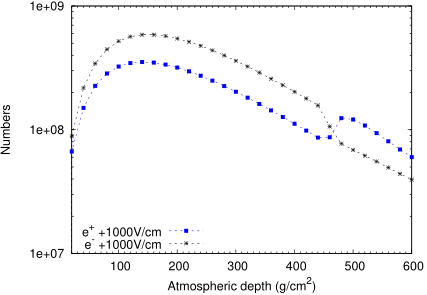 1e+09
1e+08
1e+07
Numbers
e+ +1000V/cm
e- +1000V/cm
100 200 300 400 500 600
Atmospheric depth (g/cm2)